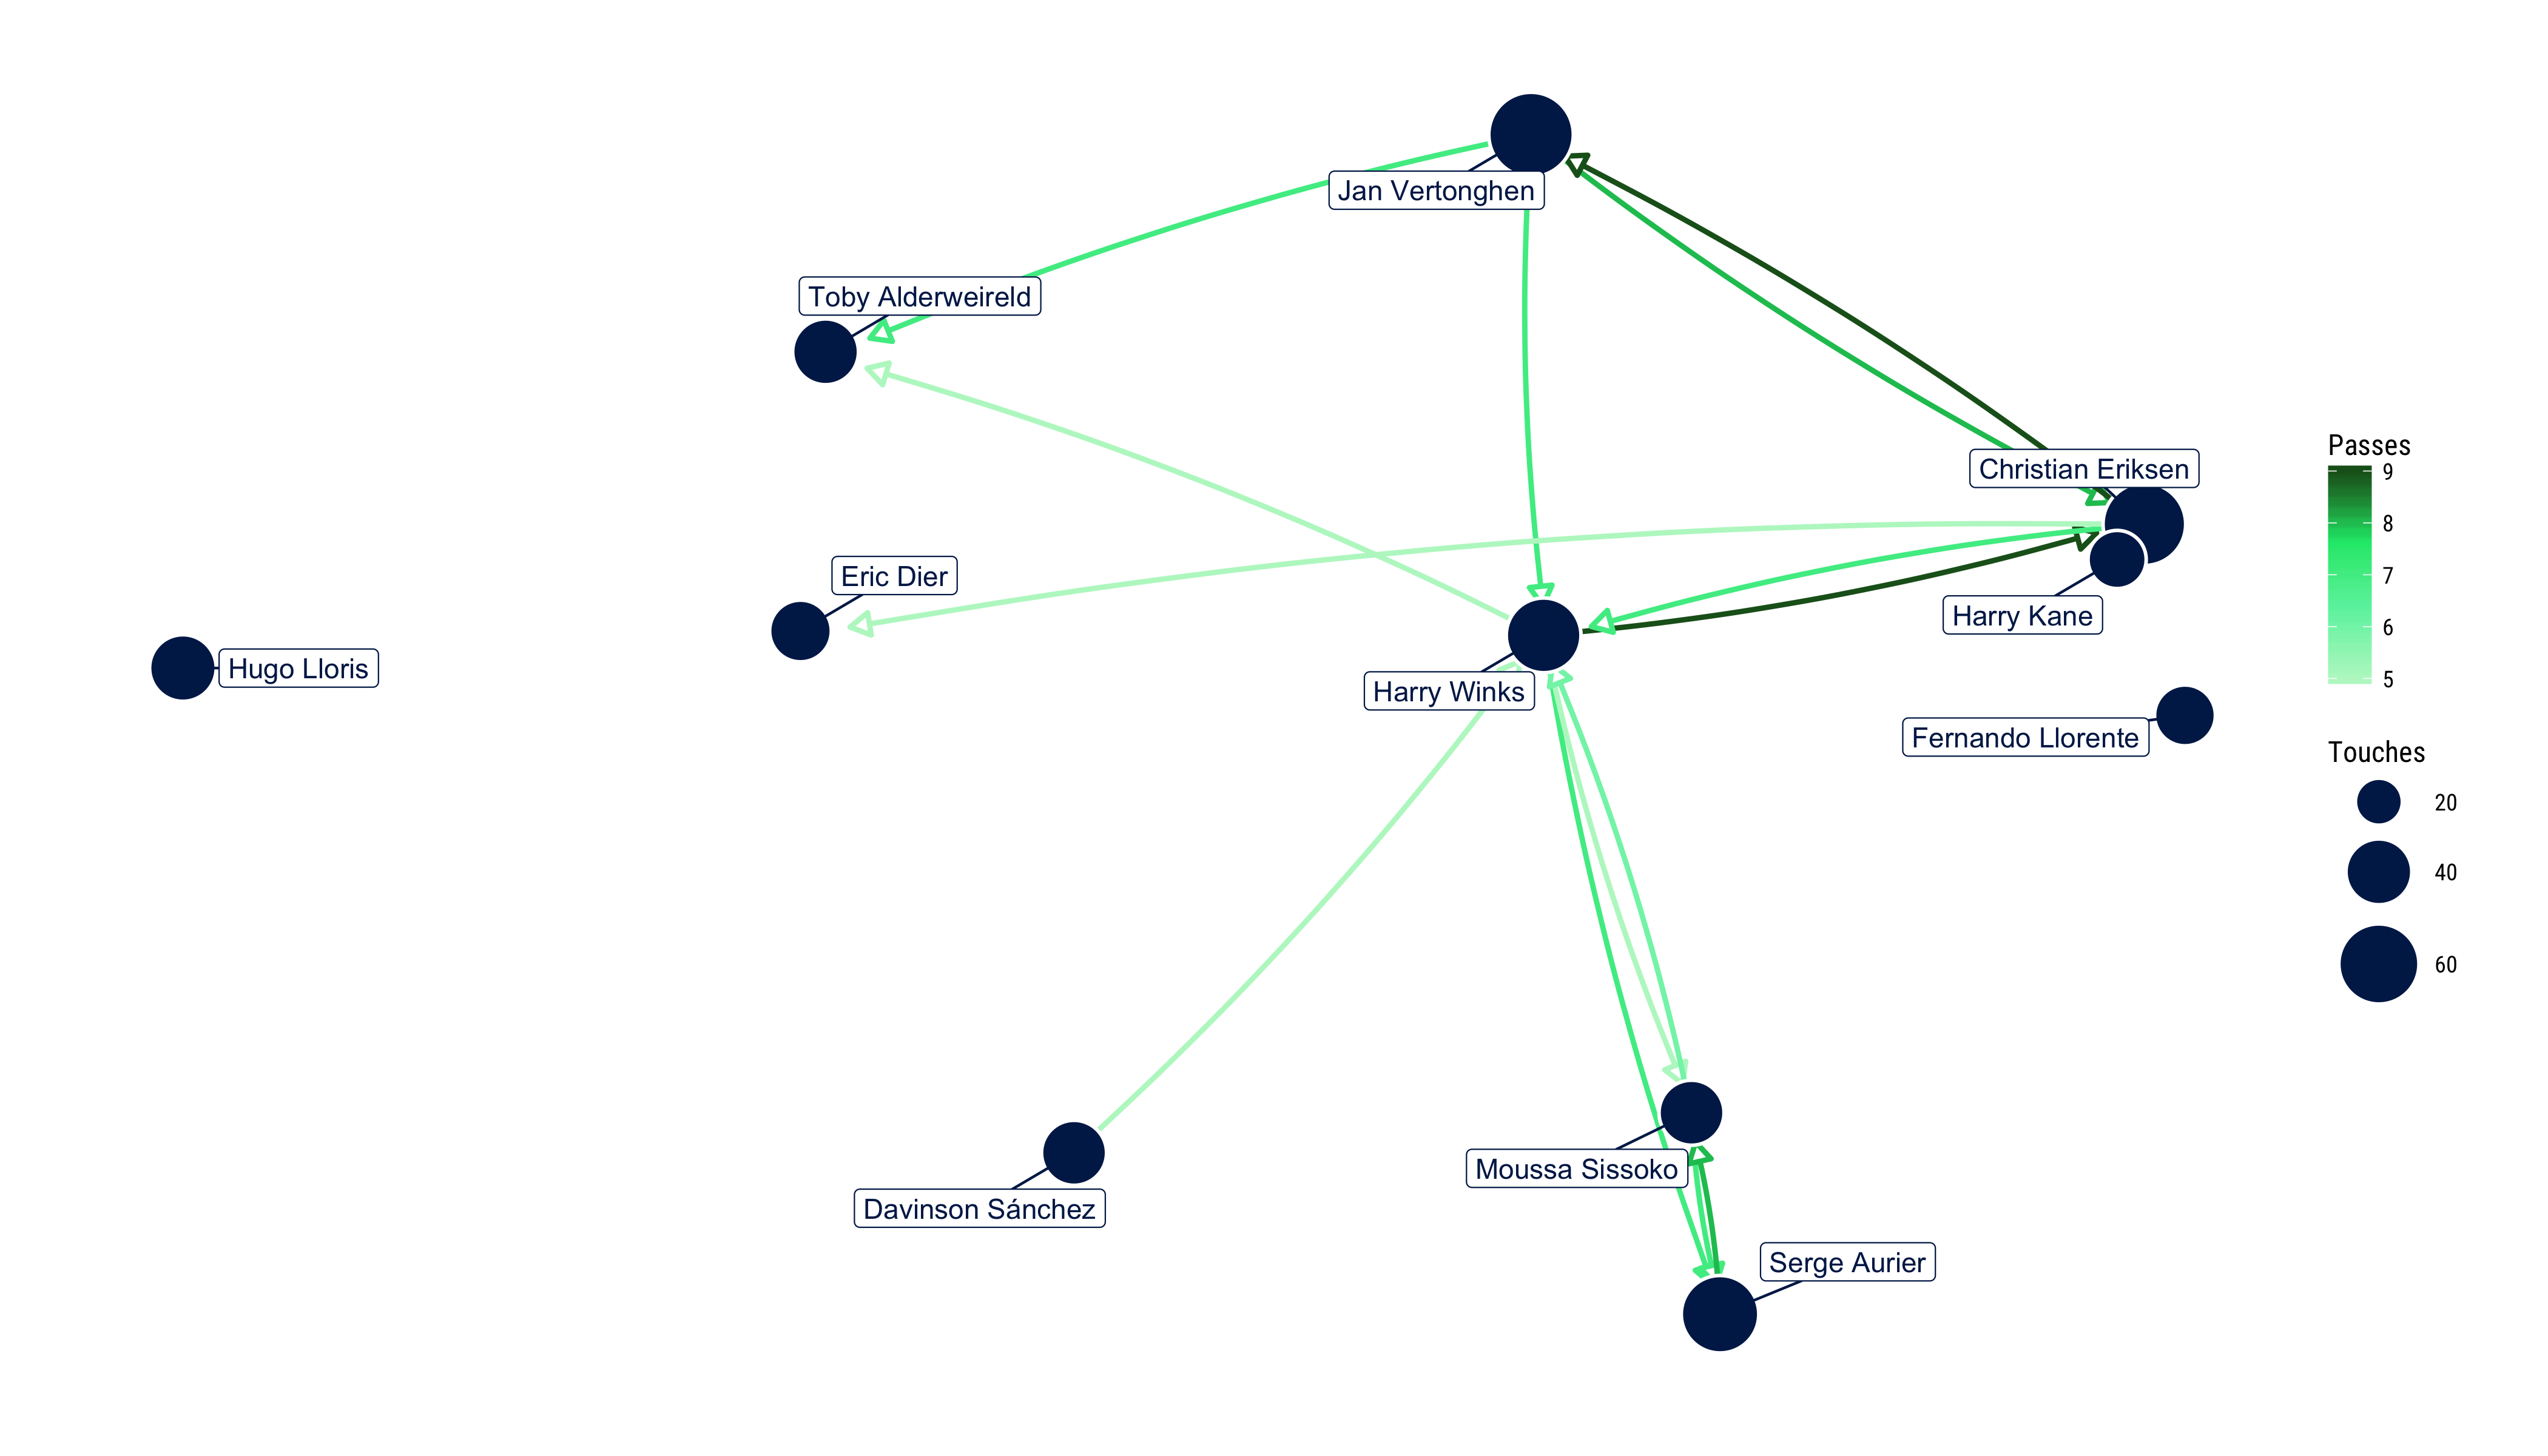 Jan Vertonghen
Toby Alderweireld
Christian Eriksen
Eric Dier
Harry Kane
Hugo Lloris
Harry Winks
Fernando Llorente
Moussa Sissoko
Davinson Sánchez
Serge Aurier
Passes
9
8
7
6
5
Touches
20
40
60